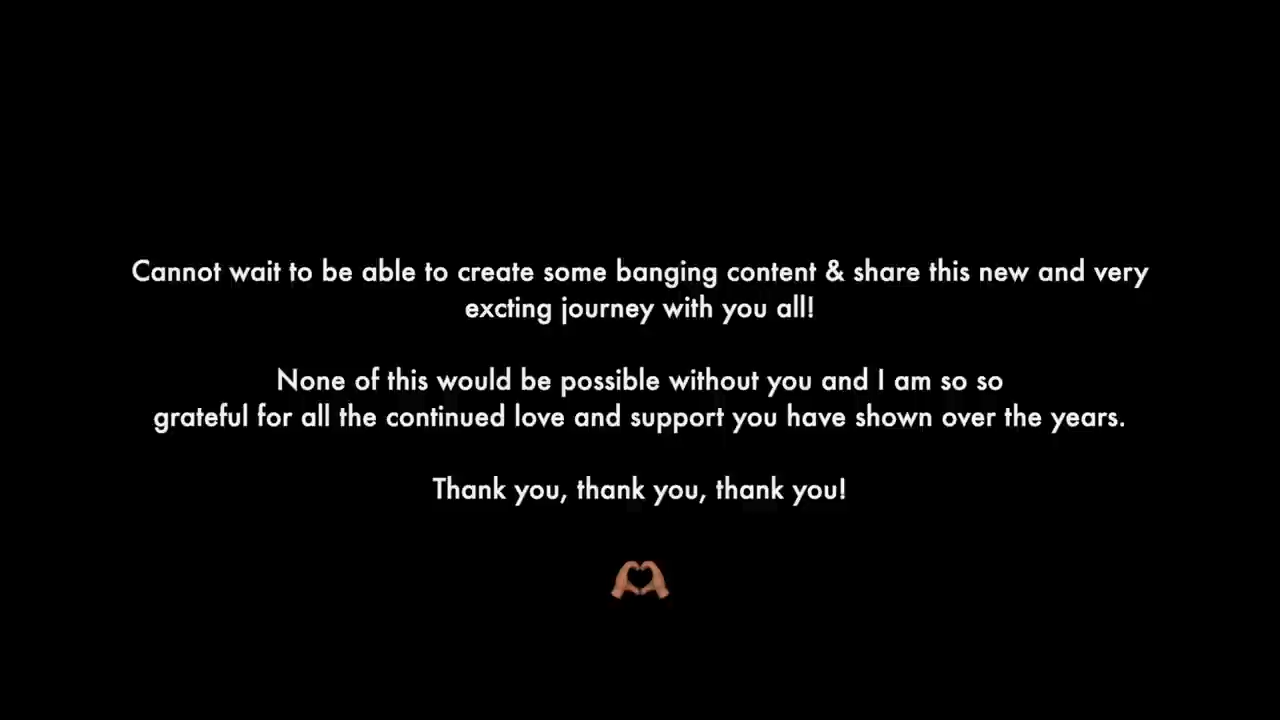 Cannot wait to be able to create some banging content & share this new and very
excting journey with you all!
None of this would be possible without you and I am so so
grateful for all the continued love and support you have shown over the years.
Thank you, thank you, thank you!